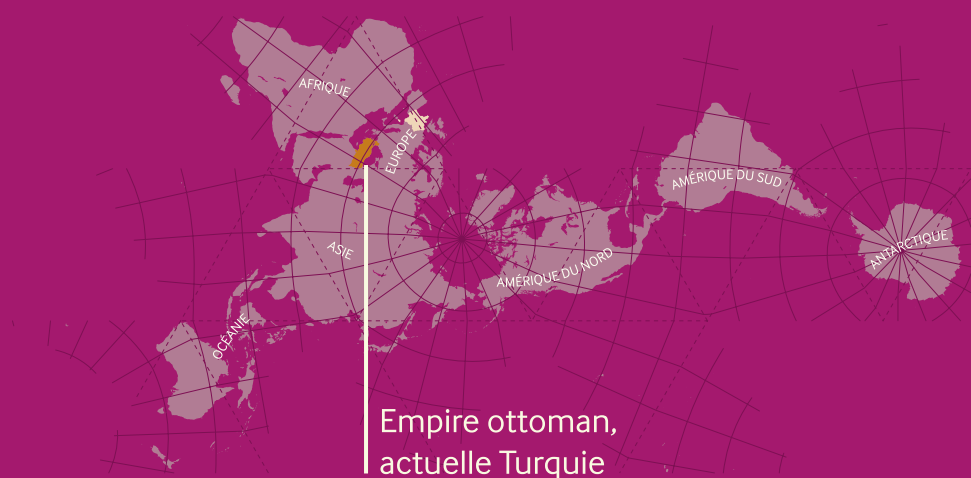 AFRIQUE
EUROPE
AMÉRIQUE DU SUD
ASIE
AMÉRIQUE DU NORD
ANTARCTIQUE
OCÉANIE
Empire ottoman,
actuelle Turquie